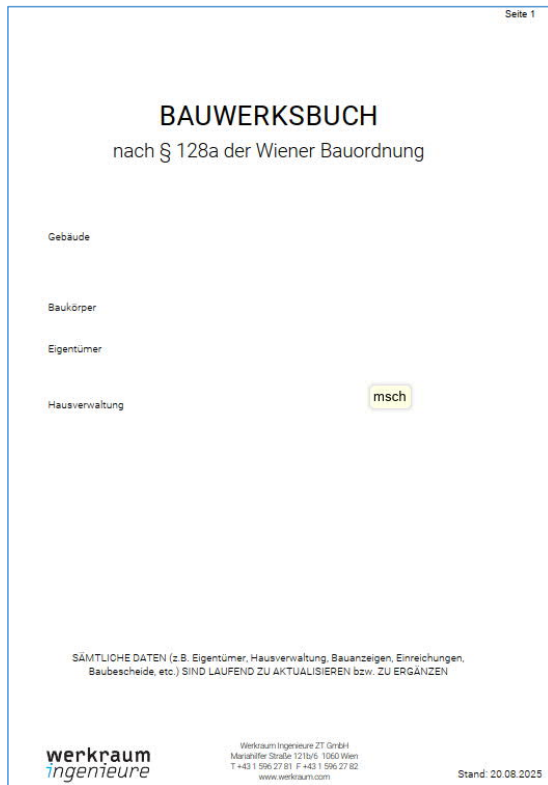 Seite 1
BAUWERKSBUCH
nach § 128a der Wiener Bauordnung
Gebäude
Baukörper
Eigentümer
msch
Hausverwaltung
SÄMTLICHE DATEN (z.B. Eigentümer, Hausverwaltung, Bauanzeigen, Einreichungen,
Baubescheide, etc.) SIND LAUFEND ZU AKTUALISIEREN bzw. ZU ERGÄNZEN
werkraum
ingenieure
Werkraum Ingenieure ZT GmbH
Mariahilfer Straße 121b/6 1060 Wien
T +43 1 596 27 81 F +43 1 596 27 82
www.werkraum.com
Stand: 20.08.2025